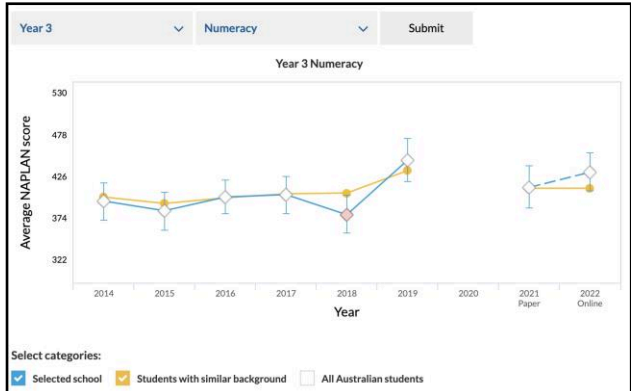 Year 3 Numeracy Submit
Year 3 Numeracy
Average NAPLAN score
530
478
426
374
322
2014 2015 2016 2017 2018 2019 2020 2021 2022
Paper Online
Year
Select categories:
Selected school Students with similar background All Australian students